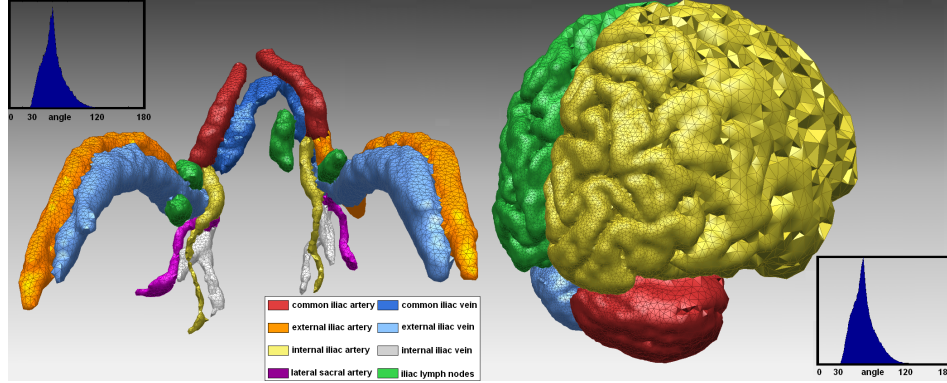 0 30 angle 120 180
common iliac artery common iliac vein
external iliac artery external iliac vein
internal iliac artery internal iliac vein
lateral sacral artery iliac lymph nodes
0 30 angle 120 18